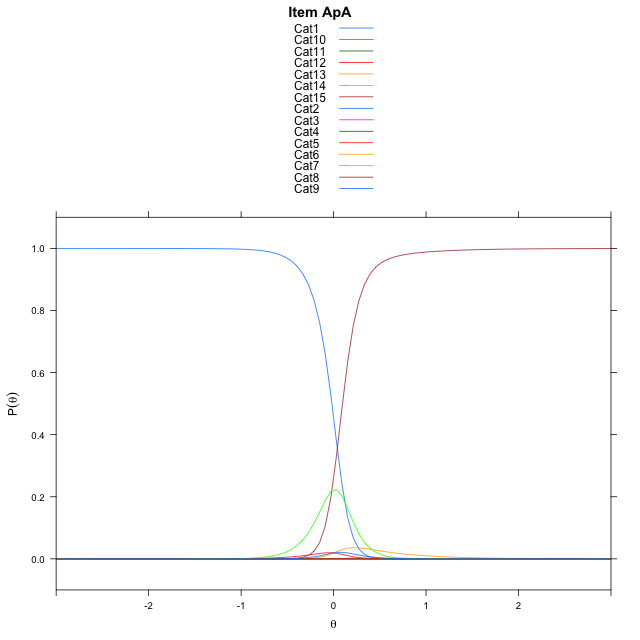 Item ApA
Cat1
Cat10
Cat11
Cat12
Cat13
Cat14
Cat15
Cat2
Cat3
Cat4
Cat5
Cat6
Cat7
Cat8
Cat9
1.0
0.8
0.6
0.4
0.2
0.0
P(θ)
-2
-1
0
1
2
θ